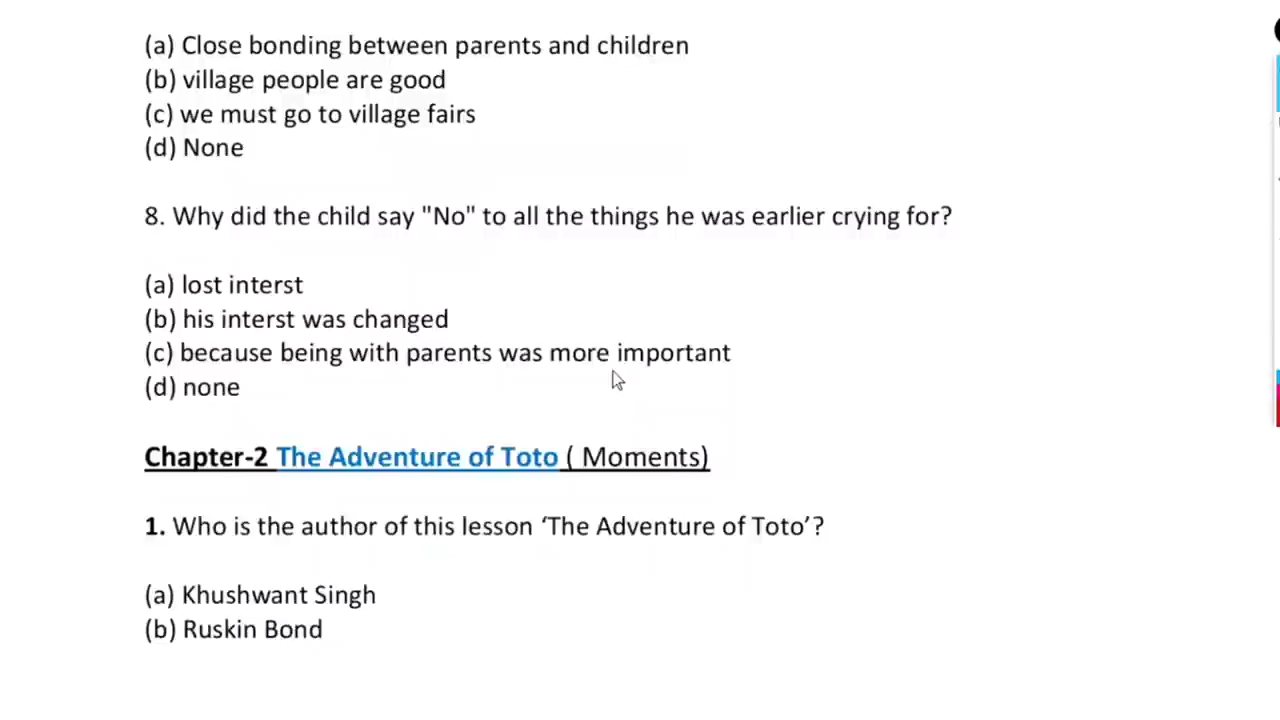 (a) Close bonding between parents and children
(b) village people are good
(c) we must go to village fairs
(d) None
8. Why did the child say "No" to all the things he was earlier crying for?
(a) lost interst
(b) his interst was changed
(c) because being with parents was more important
(d) none
Chapter-2 The Adventure of Toto ( Moments)
1. Who is the author of this lesson ‘The Adventure of Toto’?
(a) Khushwant Singh
(b) Ruskin Bond